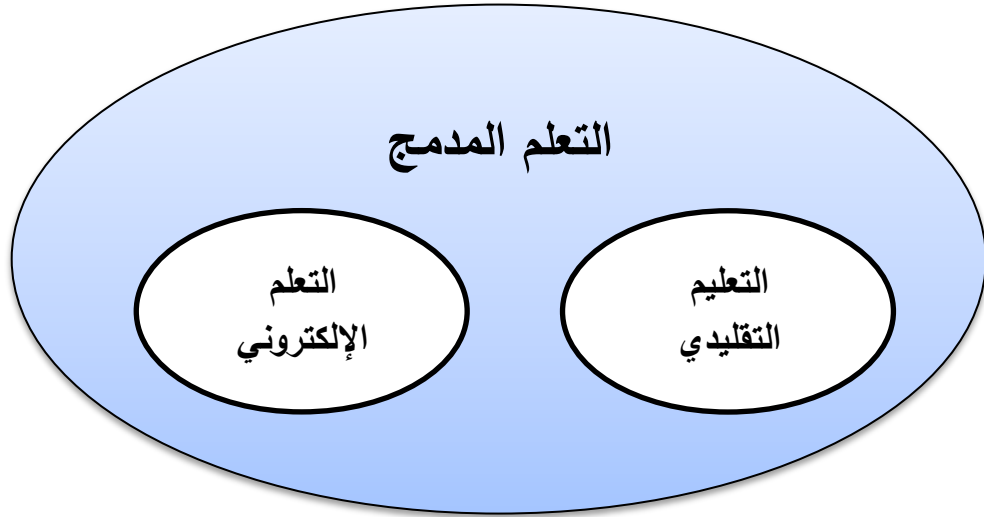 التعلم المدمج
التعليم
التقليدي
التعلم
الإلكتروني